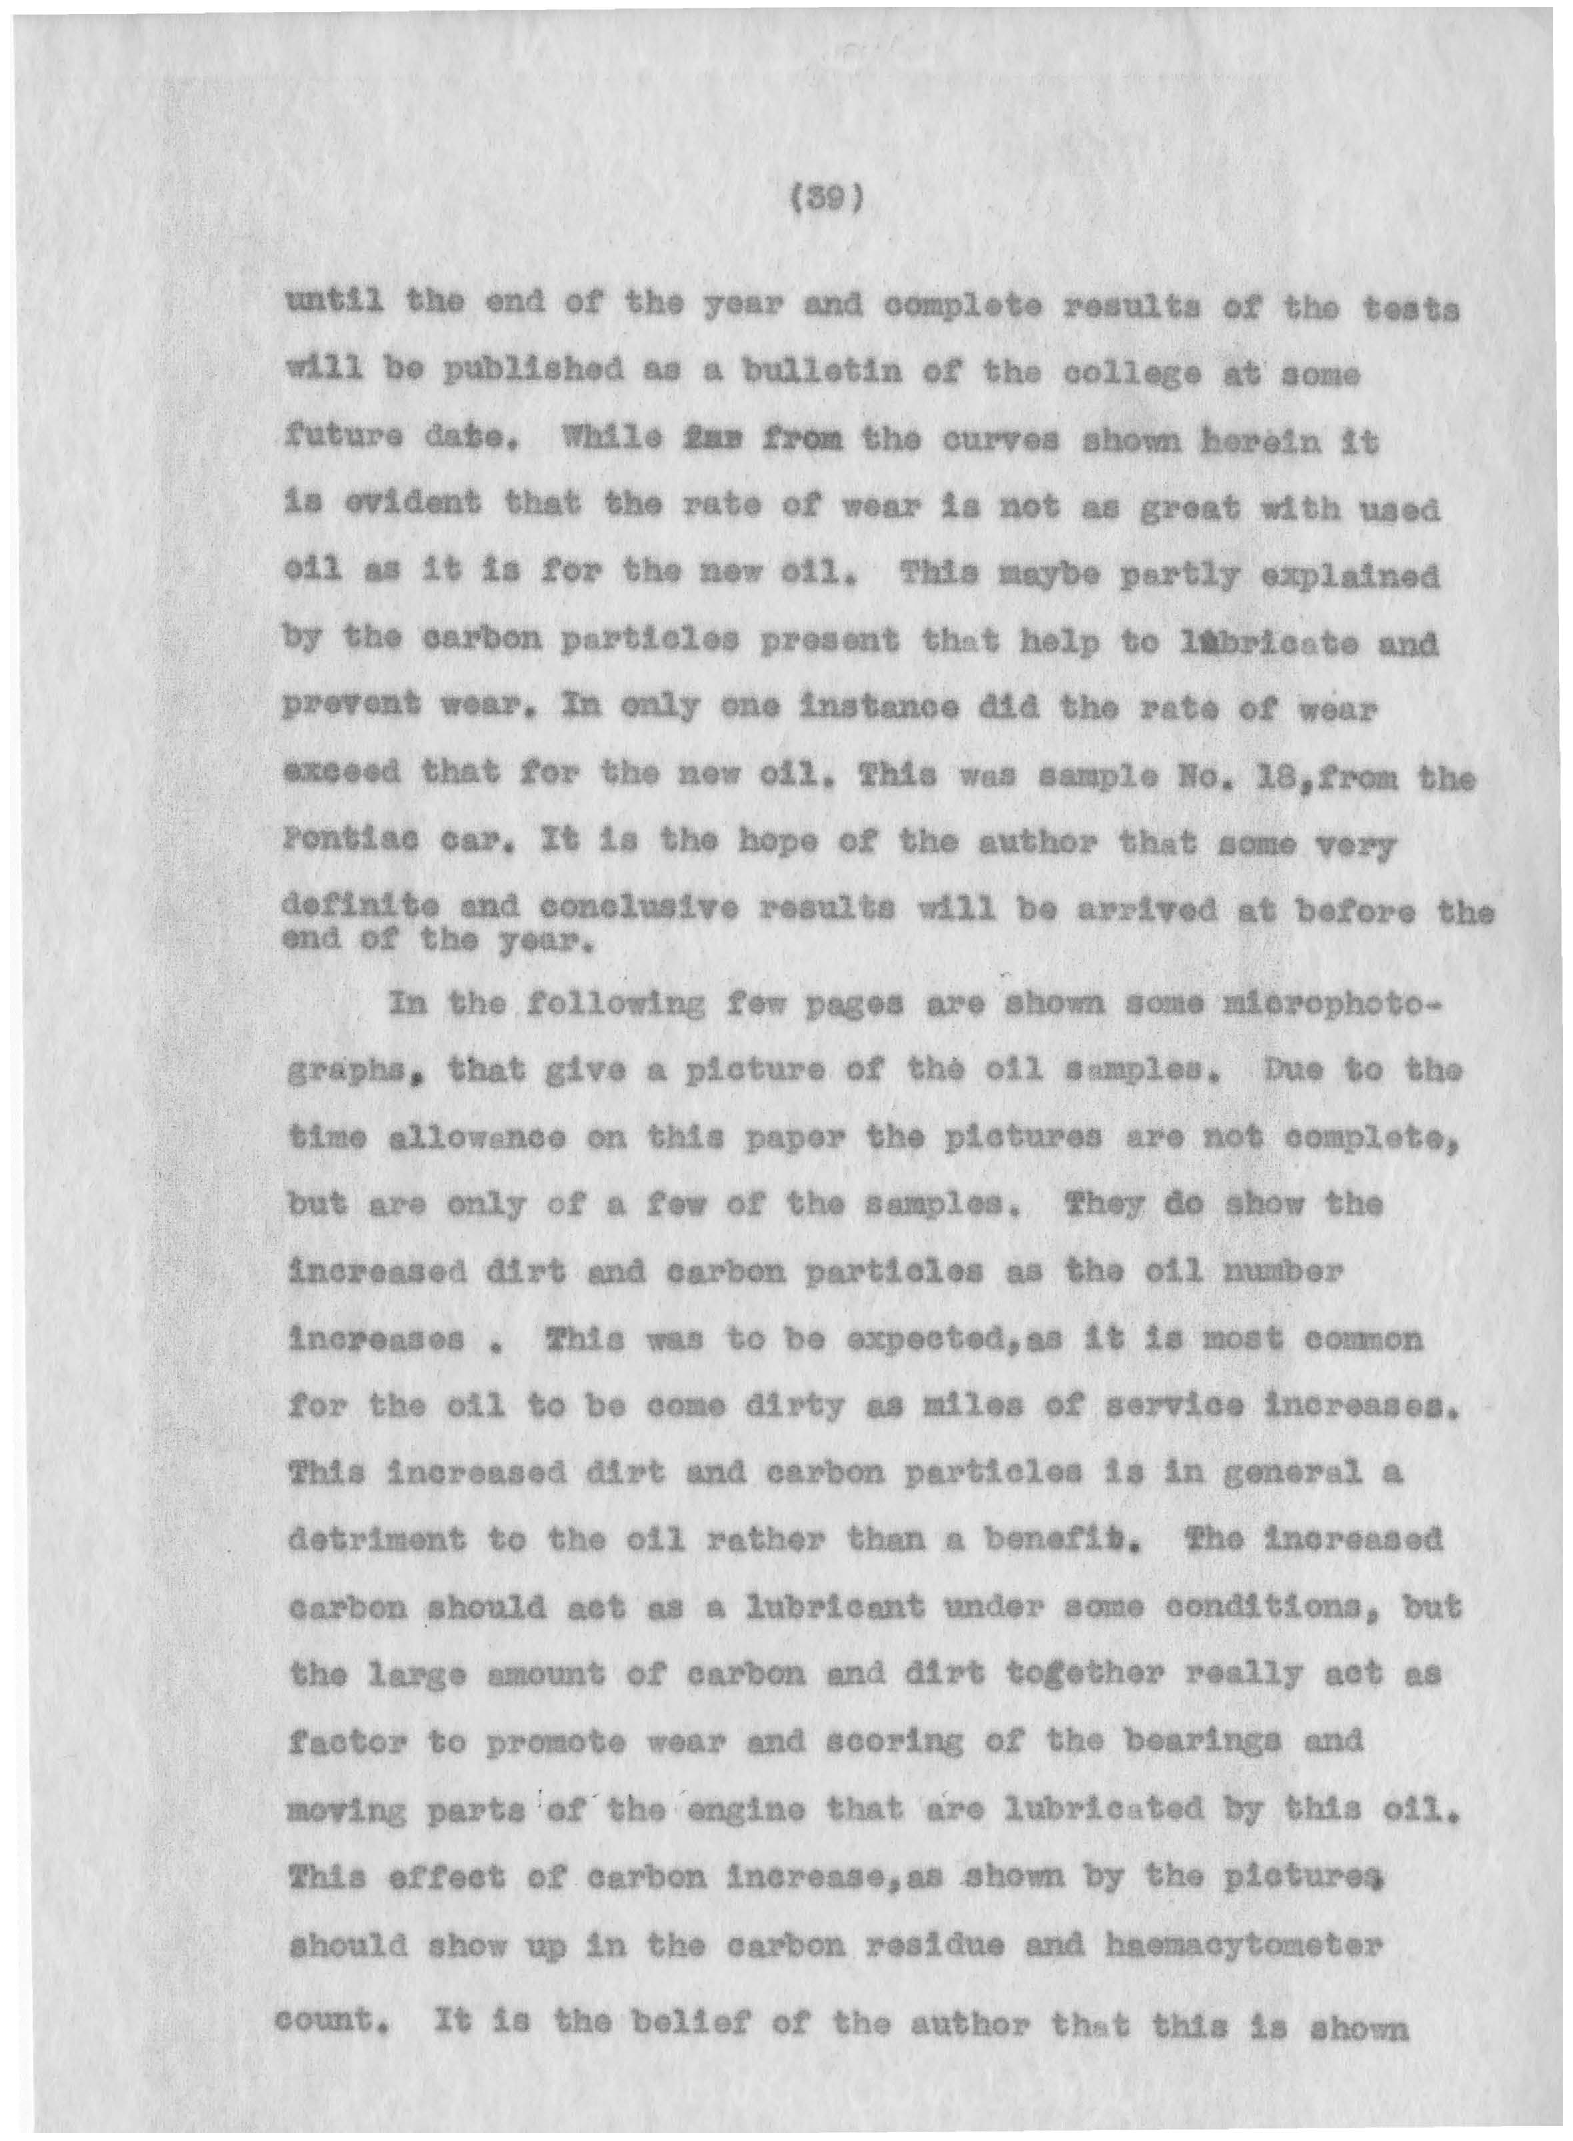 (39)
until the end of the year and complete results of the tests
will be published as a bulletin of the college at some
future date. While from the curves shown herein it
is evident that the rate of wear is not as great with used
oil as it is for the new oil. This maybe partly explained
by the carbon particles present that help to lubricate and
prevent wear. In only one instance did the rate of wear
exceed that for the new oil. This was sample No. 18,from the
Pontiac car. It is the hope of the author that some very
definite and conclusive results will be arrived at before the
end of the year.
In the following few pages are shown some microphoto-
graphs, that give a picture of the oil samples. Due to the
time allowance on this paper the pictures are not complete,
but are only of a few of the samples. They do show the
increased dirt and carbon particles as the oil number
increases . This was to be expected,as it is most common
for the oil to be come dirty as miles of service increases.
This increased dirt and carbon particles is in general a
detriment to the oil rather than a benefit. The increased
carbon should act as a lubricant under some conditions, but
the large amount of carbon and dirt together really act as
factor to promote wear and scoring of the bearings and
moving parts of the engine that are lubricated by this oil.
This effect of carbon increase,as shown by the pictures
should show up in the carbon residue and haemacytometer
count. It is the belief of the author that this is shown